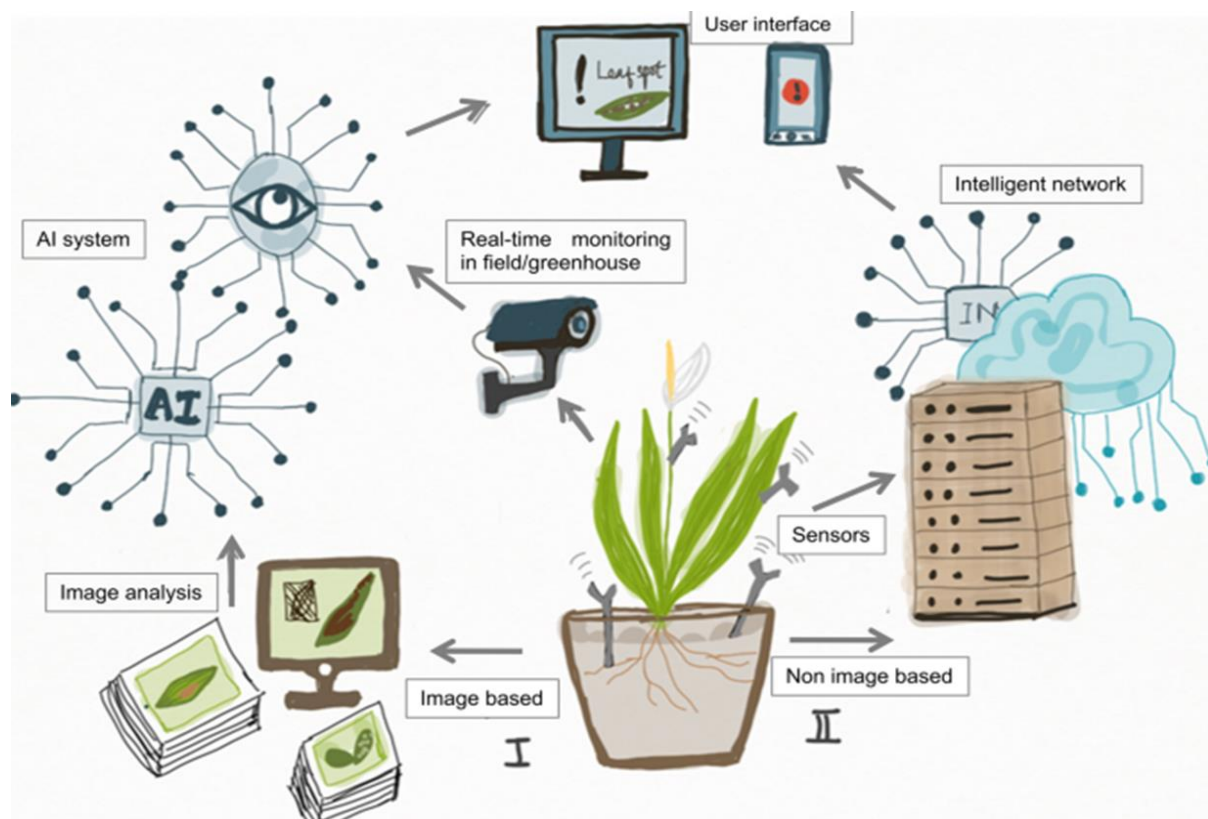 User interface
! Leaf spot
!
Intelligent network
AI system
Real-time monitoring
in field/greenhouse
IN
AI
Sensors
Image analysis
Non image based
Image based
I
II